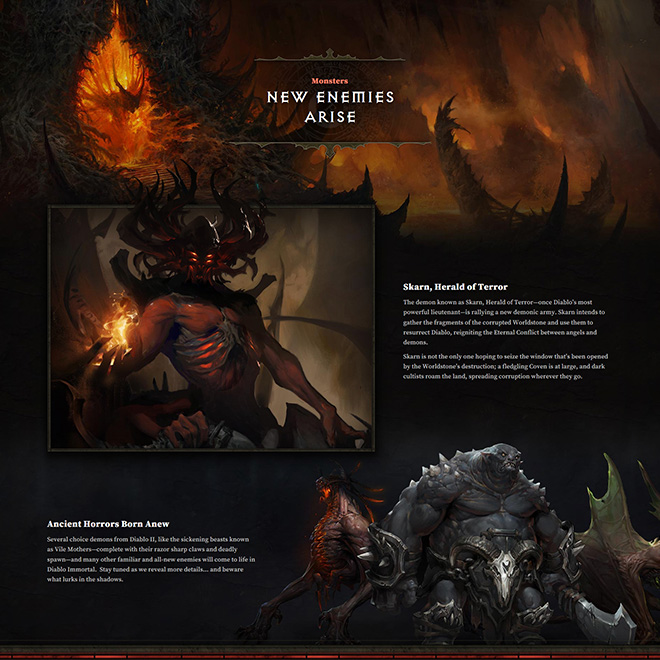 Monsters
NEW ENEMIES
ARISE
Skarn, Herald of Terror
The demon known as Skarn, Herald of Terror—once Diablo's most
powerful lieutenant—is rallying a new demonic army. Skarn intends to
gather the fragments of the corrupted Worldstone and use them to
resurrect Diablo, reigniting the Eternal Conflict between angels and
demons.
Skarn is not the only one hoping to seize the window that's been opened
by the Worldstone's destruction; a fledgling Coven is at large, and dark
cultists roam the land, spreading corruption wherever they go.
Ancient Horrors Born Anew
Several choice demons from Diablo II, like the sickening beasts known
as Vile Mothers—complete with their razor sharp claws and deadly
spawn—and many other familiar and all-new enemies will come to life in
Diablo Immortal. Stay tuned as we reveal more details... and beware
what lurks in the shadows.